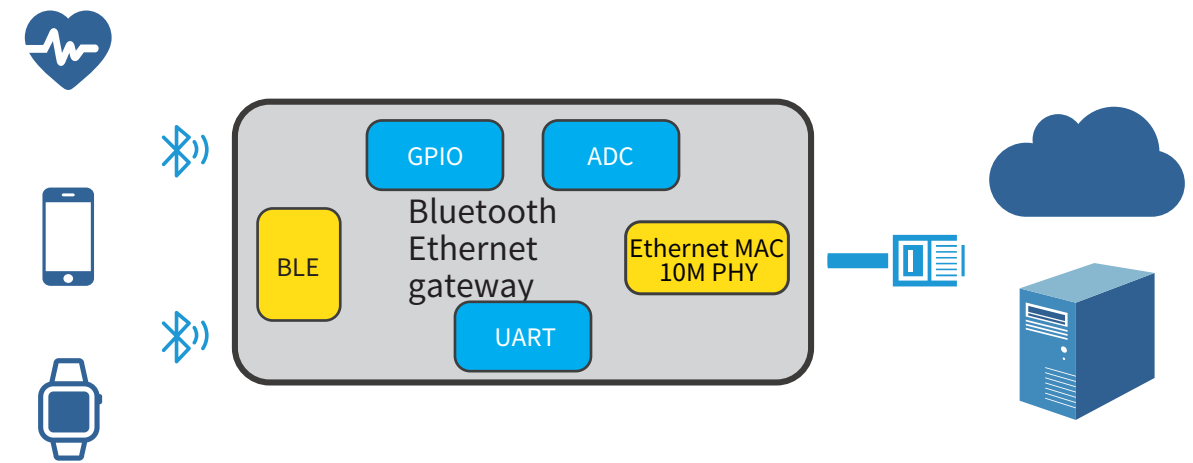 GPIO
ADC
Bluetooth
Ethernet
gateway
BLE
Ethernet MAC
10M PHY
UART